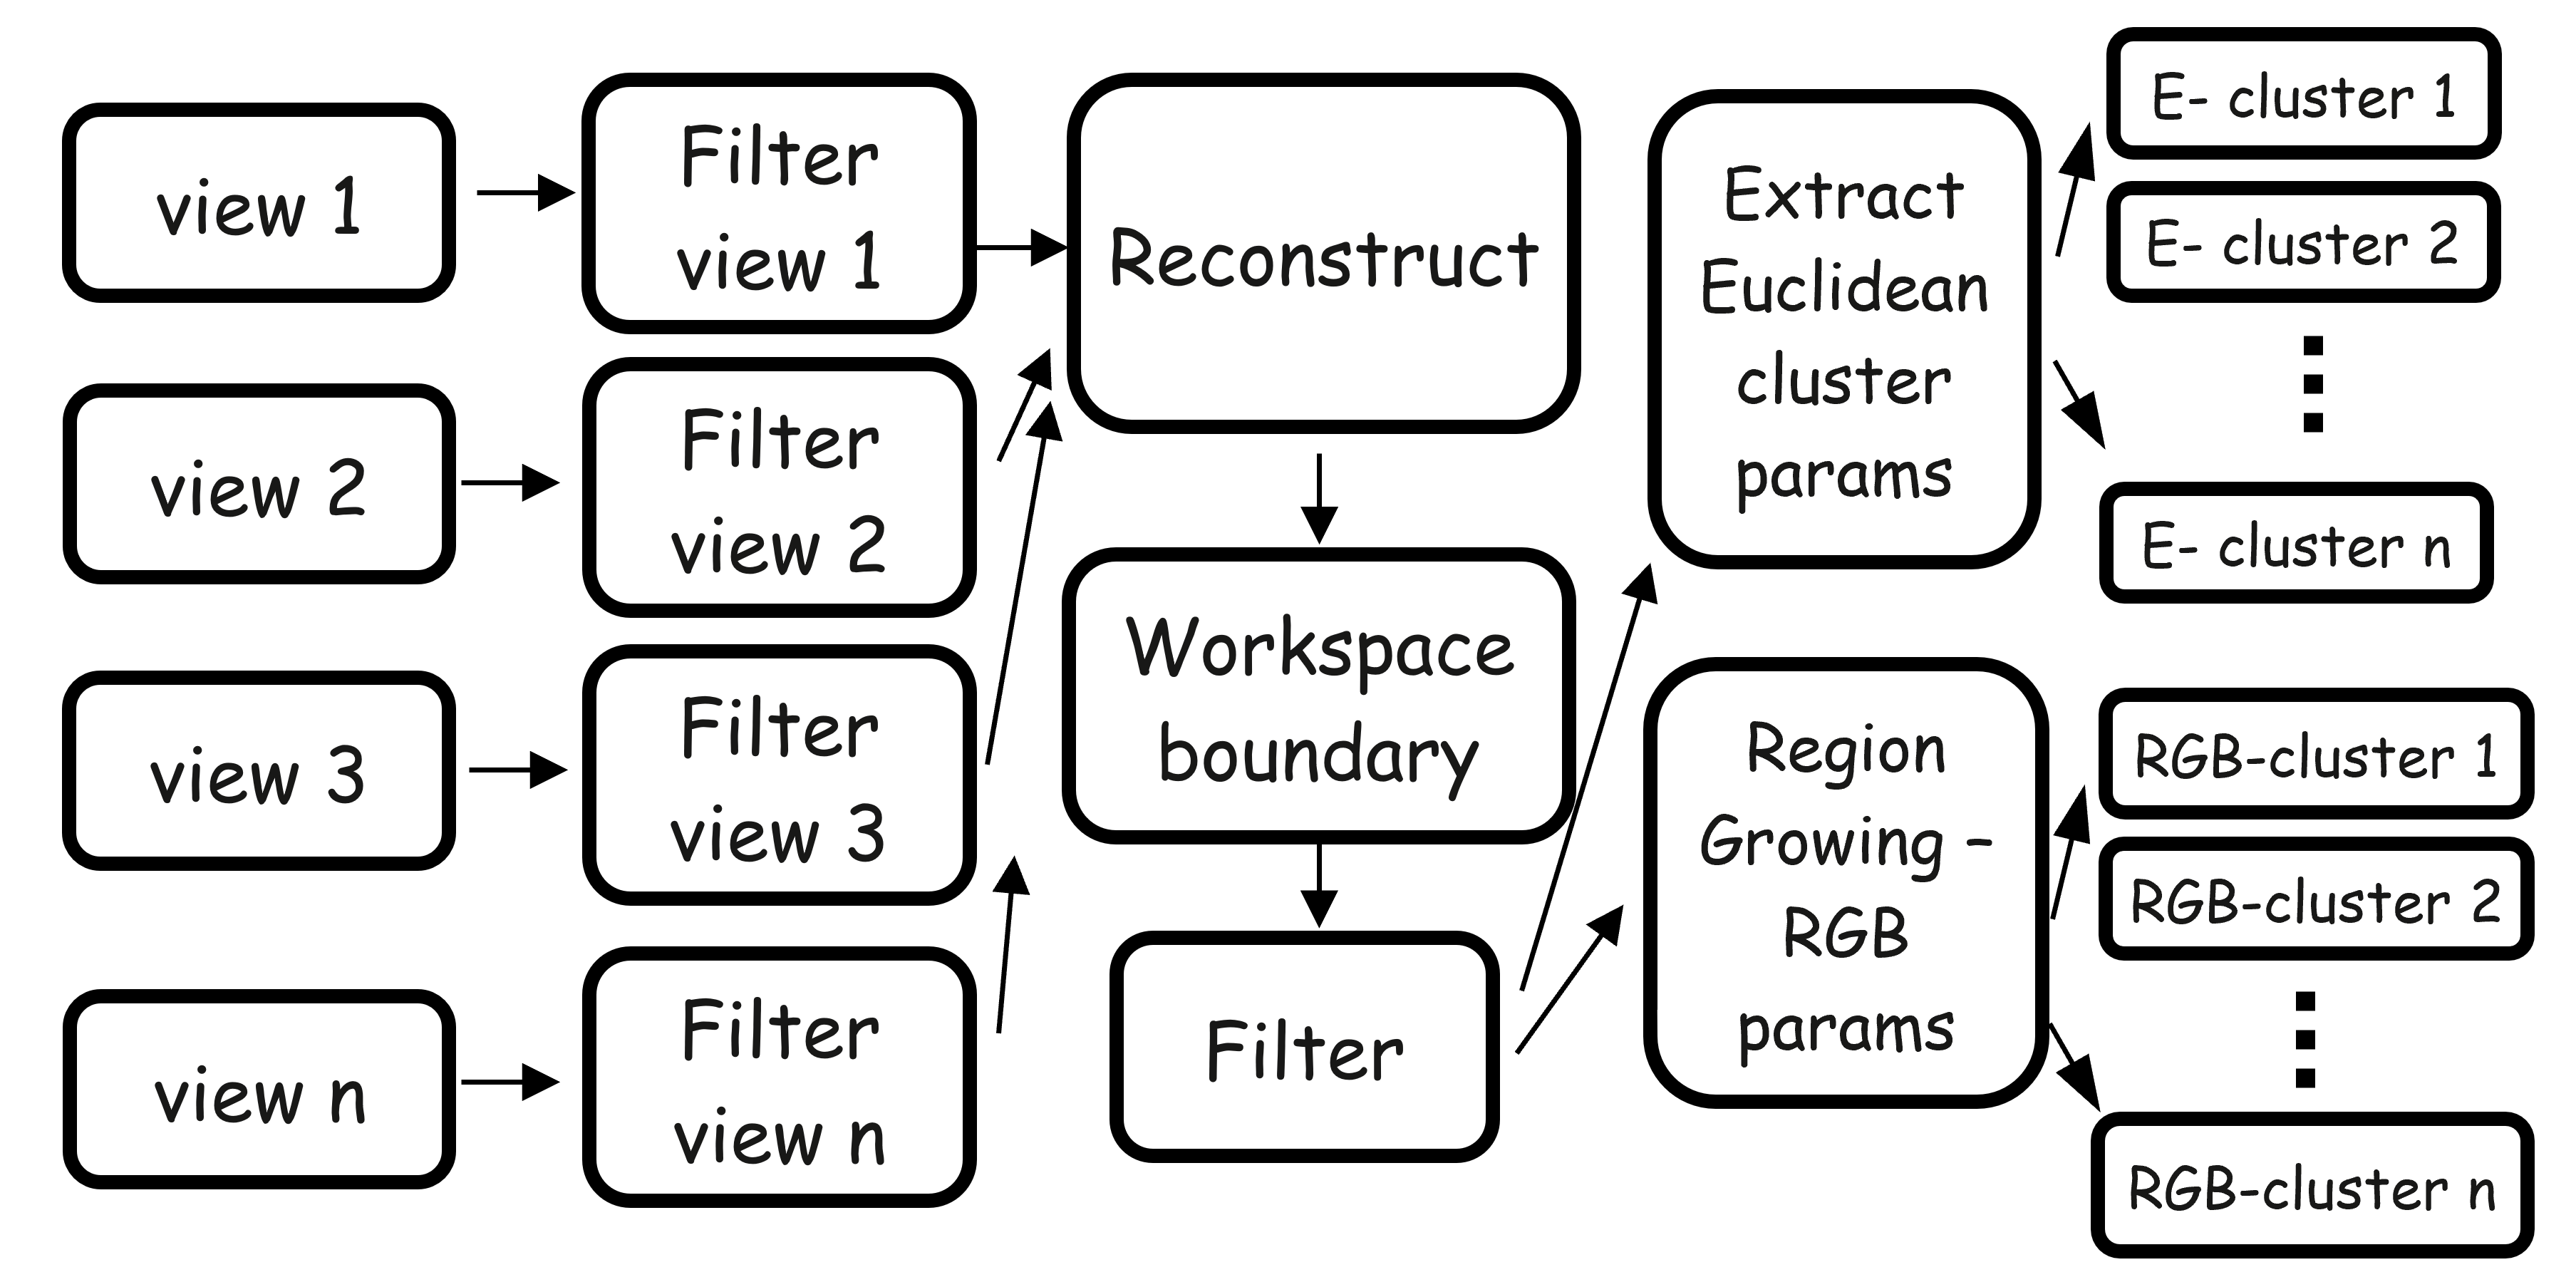 view 1
view 2
view 3
view n
Filter
view 1
Filter
view 2
Filter
view 3
Filter
view n
Reconstruct
Workspace
boundary
Filter
Extract
Euclidean
cluster
params
Region
Growing -
RGB
params
E- cluster 1
E- cluster 2
E- cluster n
RGB-cluster 1
RGB-cluster 2
RGB-cluster n